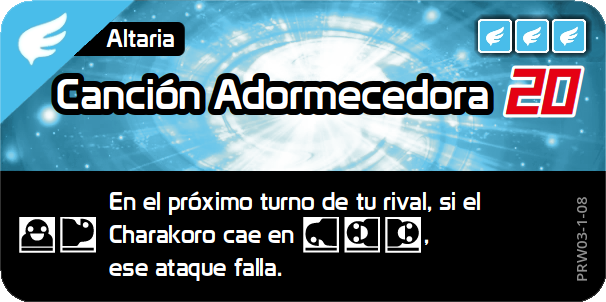 Altaria
Canción Adormecedora 20
En el próximo turno de tu rival, si el
Charakoro cae en ,
ese ataque falla.
PRW03-1-08